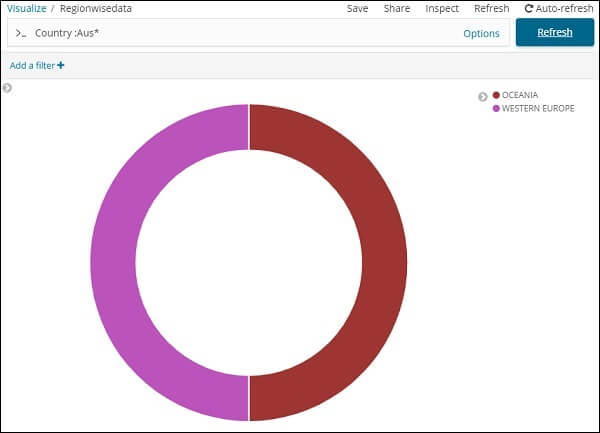 Visualize / Regionwisedata Save Share Inspect Refresh Auto-refresh
>_ Country :Aus* Options Refresh
Add a filter +
OCEANIA
WESTERN EUROPE